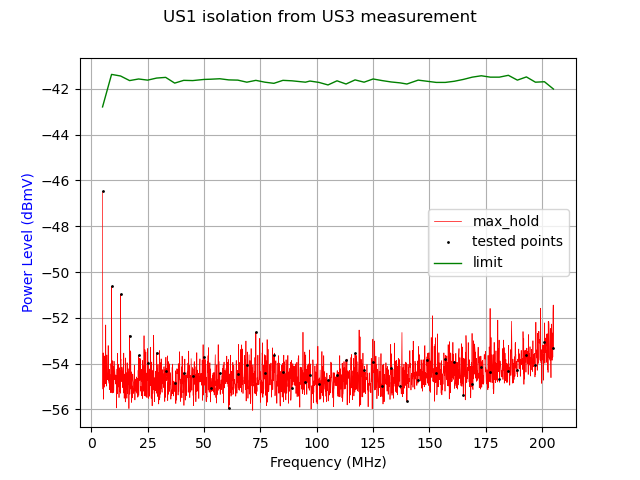 US1 isolation from US3 measurement
Power Level (dBmV)
−42
−44
−46
−48
−50
−52
−54
−56
max_hold
tested points
limit
0
25
50
75
100
125
150
175
200
Frequency (MHz)